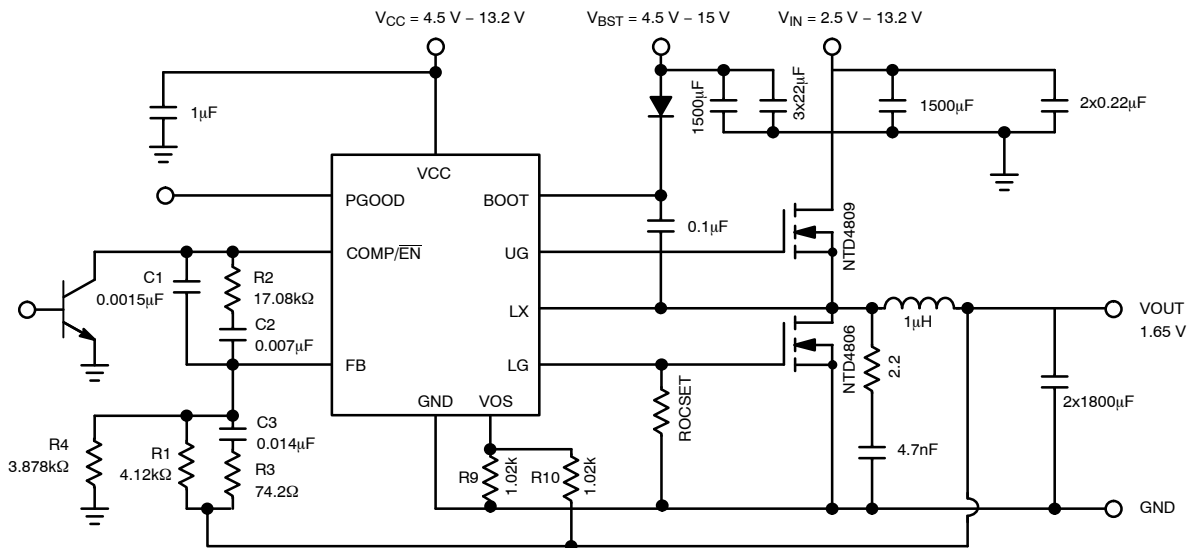 VCC = 4.5 V − 13.2 V
VBST = 4.5 V − 15 V
VIN = 2.5 V − 13.2 V
1μF
1500μF
3x22μF
1500μF
2x0.22μF
VCC
PGOOD
BOOT
0.1μF
NTD4809
COMP/EN
UG
C1
0.0015μF
R2
17.08kΩ
C2
0.007μF
LX
1μH
VOUT
1.65 V
FB
LG
NTD4806
2.2
2x1800μF
GND
VOS
ROCSET
4.7nF
R4
3.878kΩ
R1
4.12kΩ
C3
0.014μF
R3
74.2Ω
R9
1.02k
R10
1.02k
GND